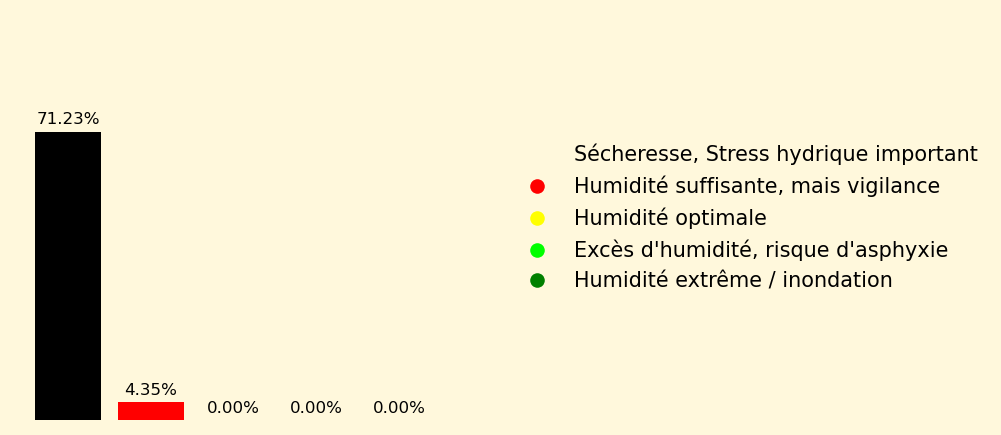 71.23%
4.35%
0.00%
0.00%
0.00%
Sécheresse, Stress hydrique important
Humidité suffisante, mais vigilance
Humidité optimale
Excès d'humidité, risque d'asphyxie
Humidité extrême / inondation